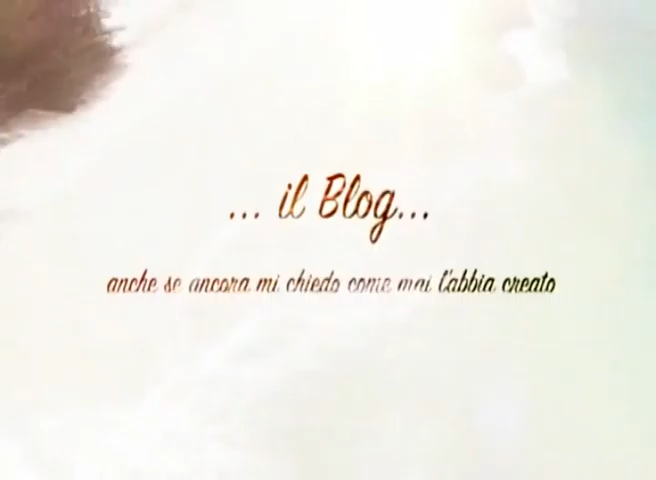 ... il Blog...
anche se ancora mi chiedo come mai l'abbia creato